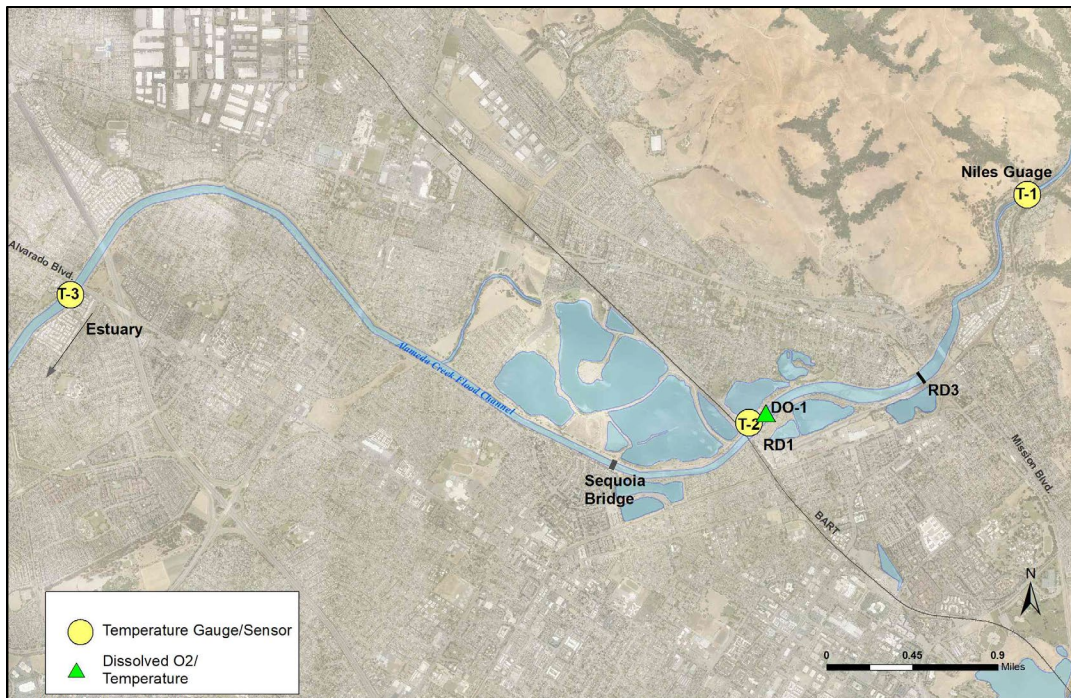 Niles Guage
T-1
Alvarado Blvd.
T-3
Estuary
Alameda Creek Flood Channel
RD3
DO-1
T-2
RD1
Sequoia
Bridge
Mission Blvd.
BART
N
Temperature Gauge/Sensor
Dissolved O2/
Temperature
0 0.45 0.9
Miles